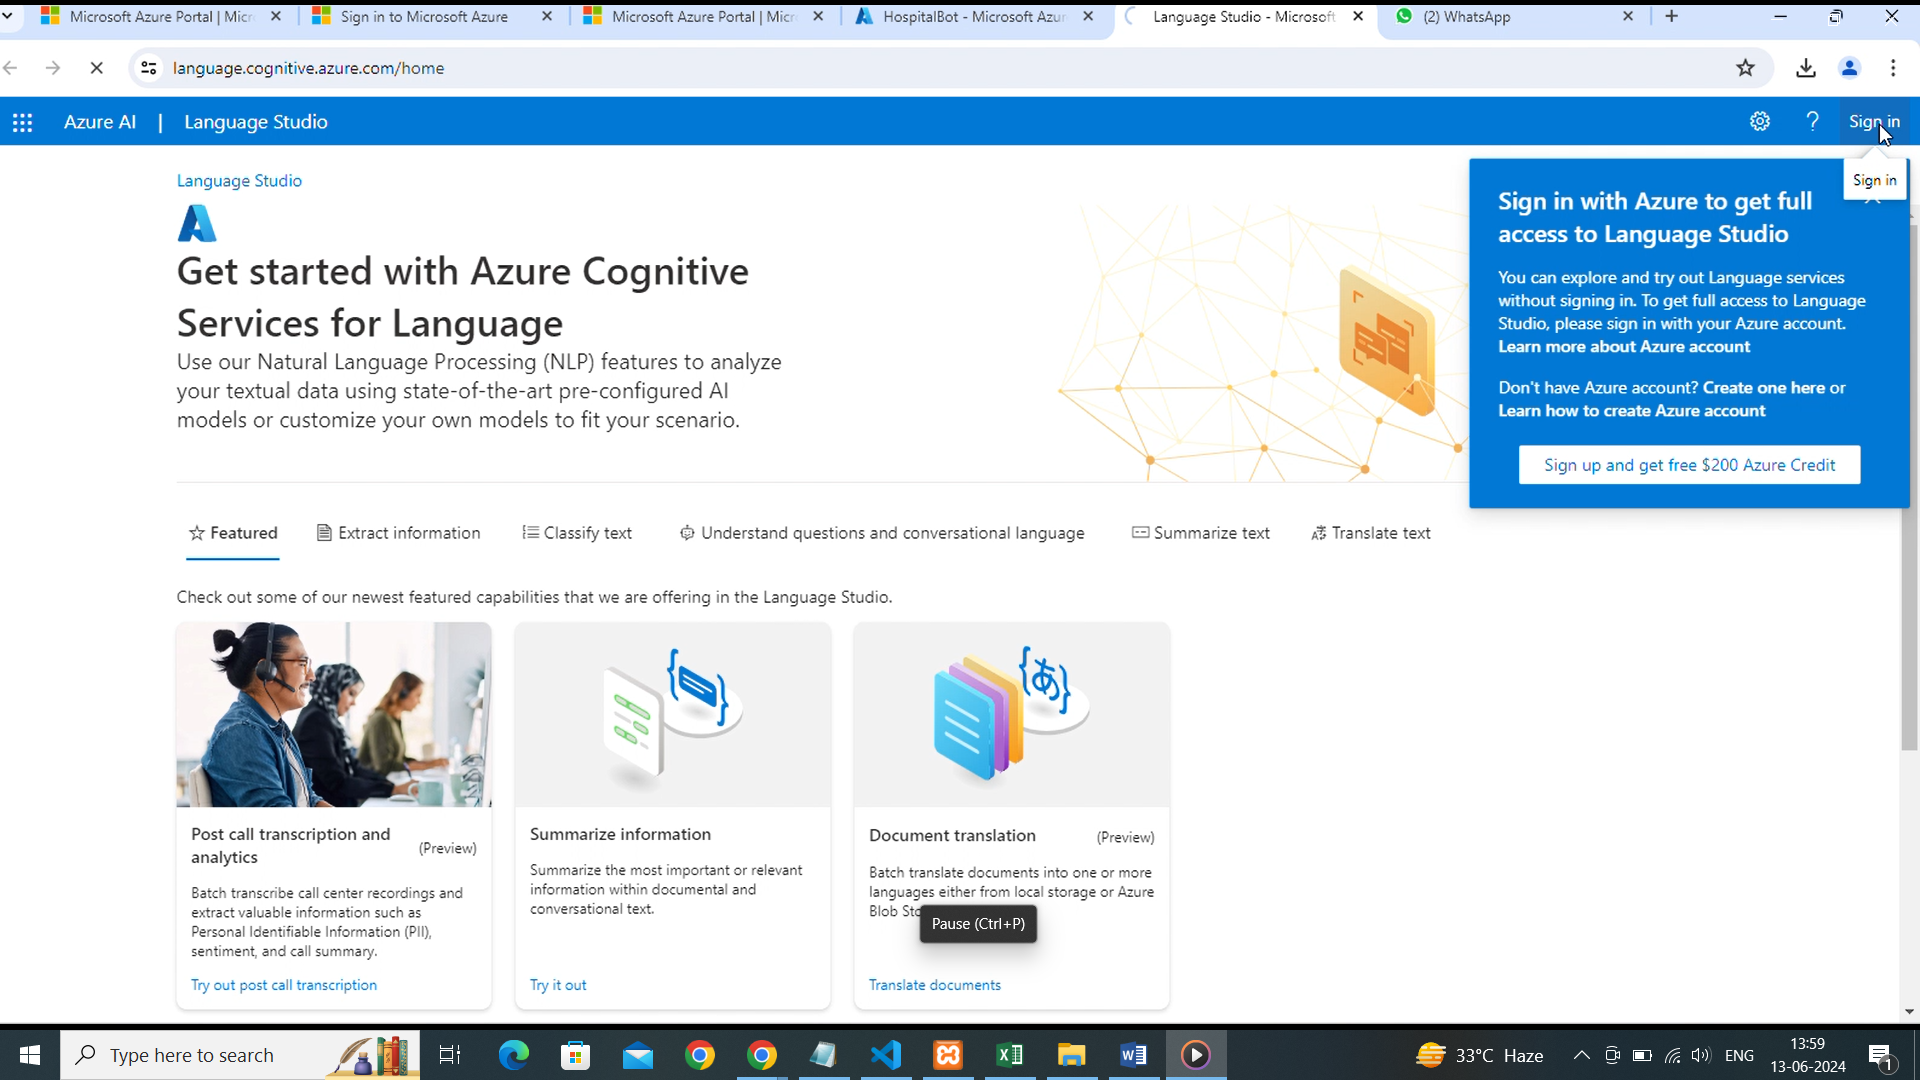 Microsoft Azure Portal | Micr
Sign in to Microsoft Azure
Microsoft Azure Portal | Micr
HospitalBot - Microsoft Azur
Language Studio - Microsoft
(2) WhatsApp
language.cognitive.azure.com/home
Azure AI | Language Studio
? Sign in
Sign in
Language Studio
Get started with Azure Cognitive
Services for Language
Use our Natural Language Processing (NLP) features to analyze
your textual data using state-of-the-art pre-configured AI
models or customize your own models to fit your scenario.
Sign in with Azure to get full
access to Language Studio
You can explore and try out Language services
without signing in. To get full access to Language
Studio, please sign in with your Azure account.
Learn more about Azure account
Don't have Azure account? Create one here or
Learn how to create Azure account
Sign up and get free $200 Azure Credit
Featured
Extract information
Classify text
Understand questions and conversational language
Summarize text
Translate text
Check out some of our newest featured capabilities that we are offering in the Language Studio.
Post call transcription and
analytics
(Preview)
Batch transcribe call center recordings and
extract valuable information such as
Personal Identifiable Information (PII),
sentiment, and call summary.
Try out post call transcription
Summarize information
Summarize the most important or relevant
information within documental and
conversational text.
Try it out
Document translation
(Preview)
Batch translate documents into one or more
languages either from local storage or Azure
Blob Sto
Pause (Ctrl+P)
Translate documents
Type here to search
33°C Haze
ENG
13:59
13-06-2024
1